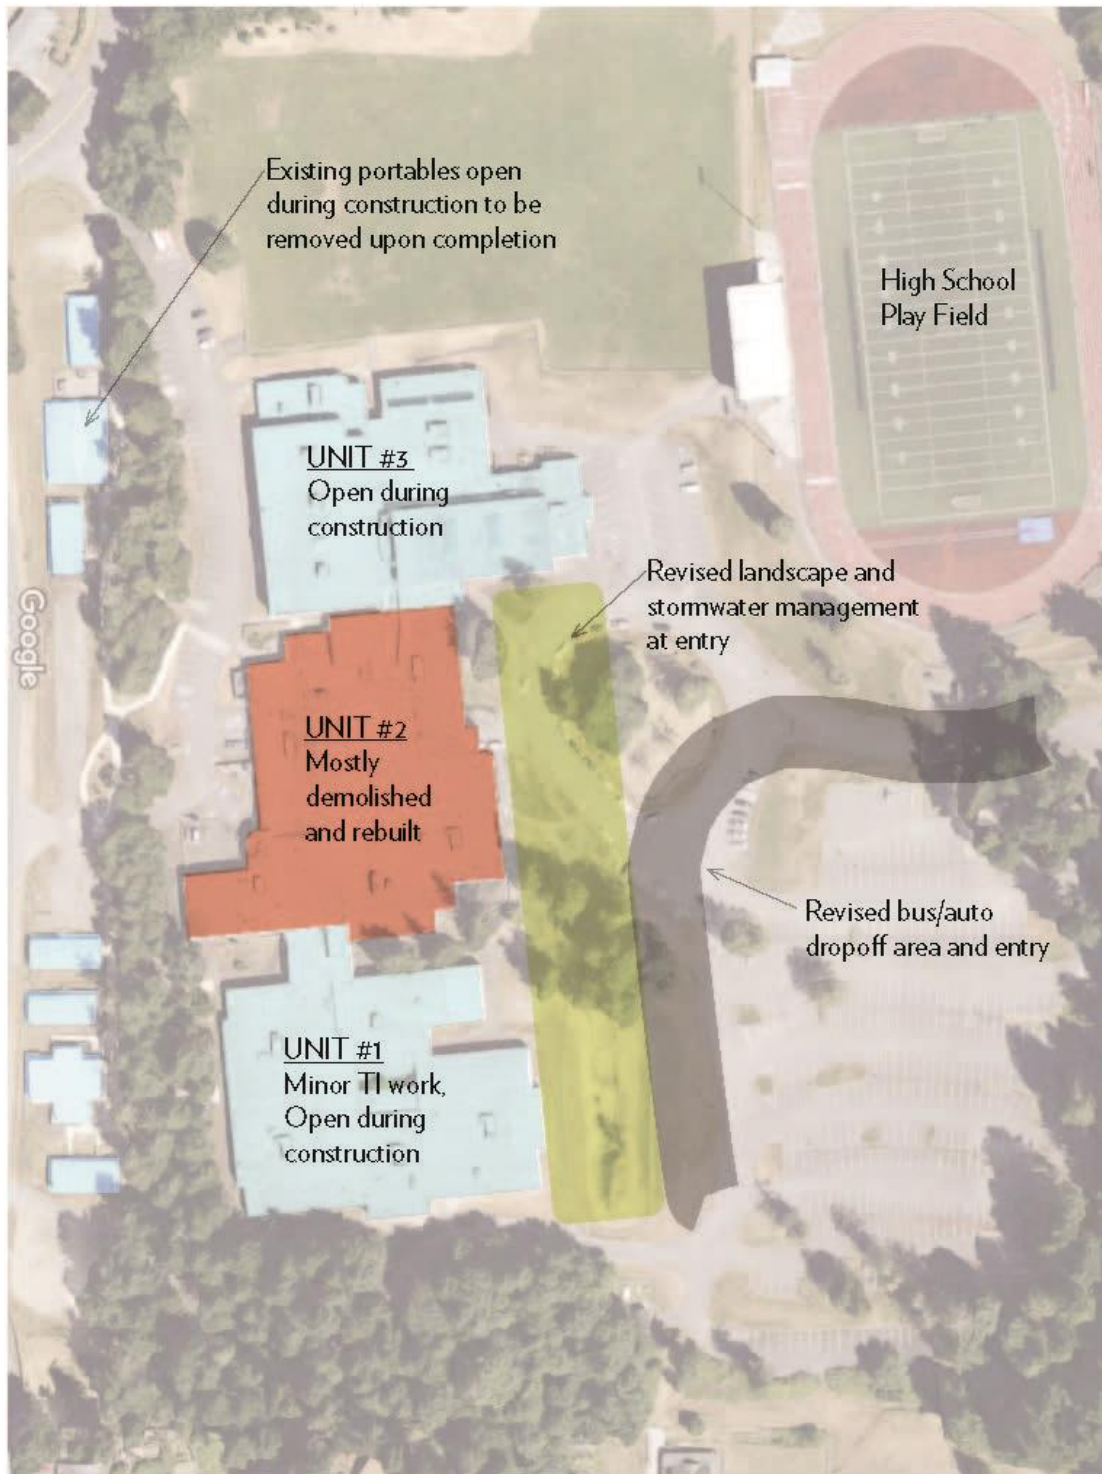 Existing portables open
during construction to be
removed upon completion
High School
Play Field
UNIT #3
Open during
construction
Google
Revised landscape and
stormwater management
at entry
UNIT #2
Mostly
demolished
and rebuilt
Revised bus/auto
dropoff area and entry
UNIT #1
Minor TI work,
Open during
construction